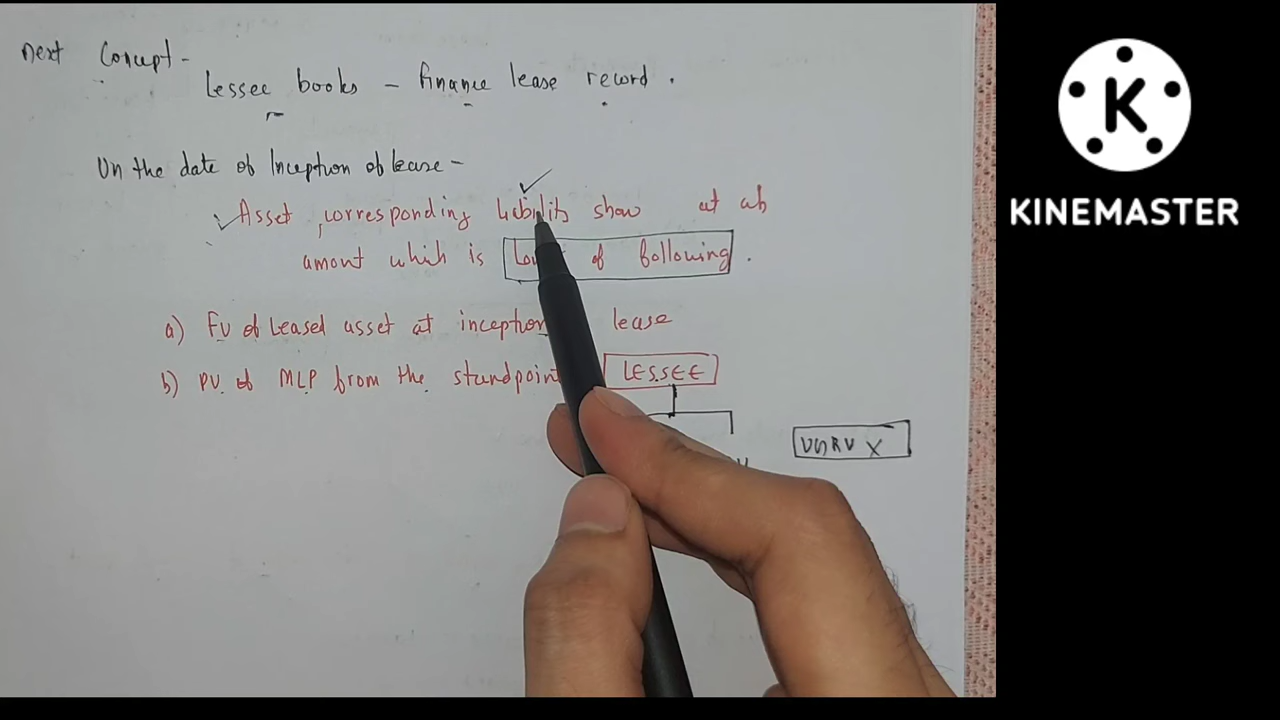 next Concept -
Lessee books - finance lease record.
On the date of Inception of lease -
Asset, corresponding liability show at ah
amount which is of following.
a) FV of Leased asset at inception lease
b) PV of MLP from the standpoint LESSEE
UGRV X
K
KINEMASTER